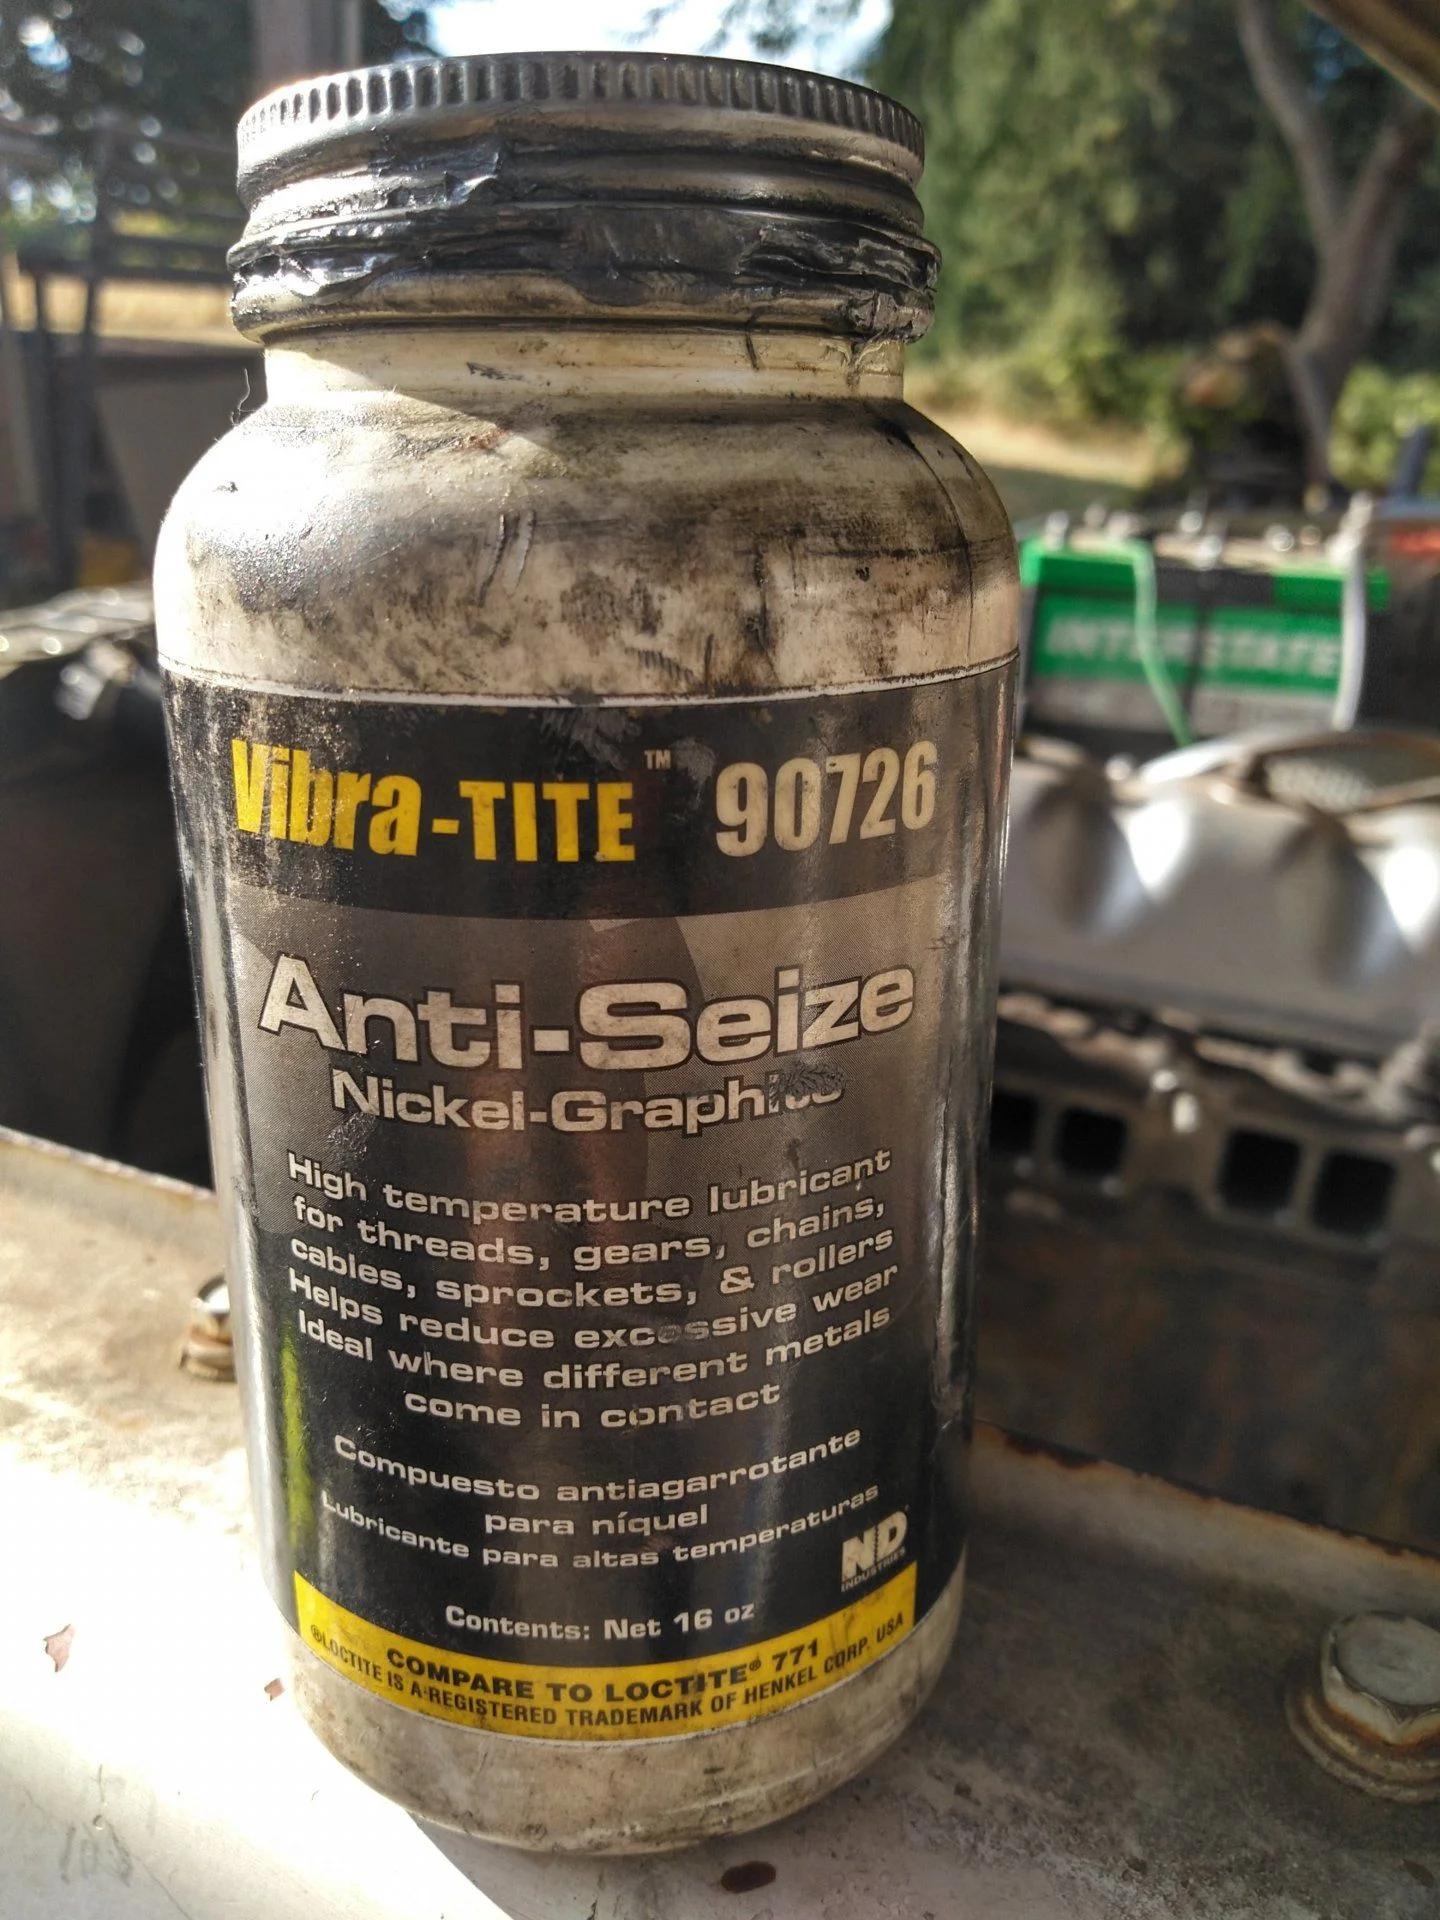 Vibra-TITE™ 90726
Anti-Seize
Nickel-Graphite
High temperature lubricant
for threads, gears, chains,
cables, sprockets, & rollers
Helps reduce excessive wear
Ideal where different metals
come in contact
Compuesto antiagarrotante
para níquel
Lubricante para altas temperaturas
ND
INDUSTRIES
Contents: Net 16 oz
COMPARE TO LOCTITE® 771
®LOCTITE IS A REGISTERED TRADEMARK OF HENKEL CORP. USA
INTERSTATE